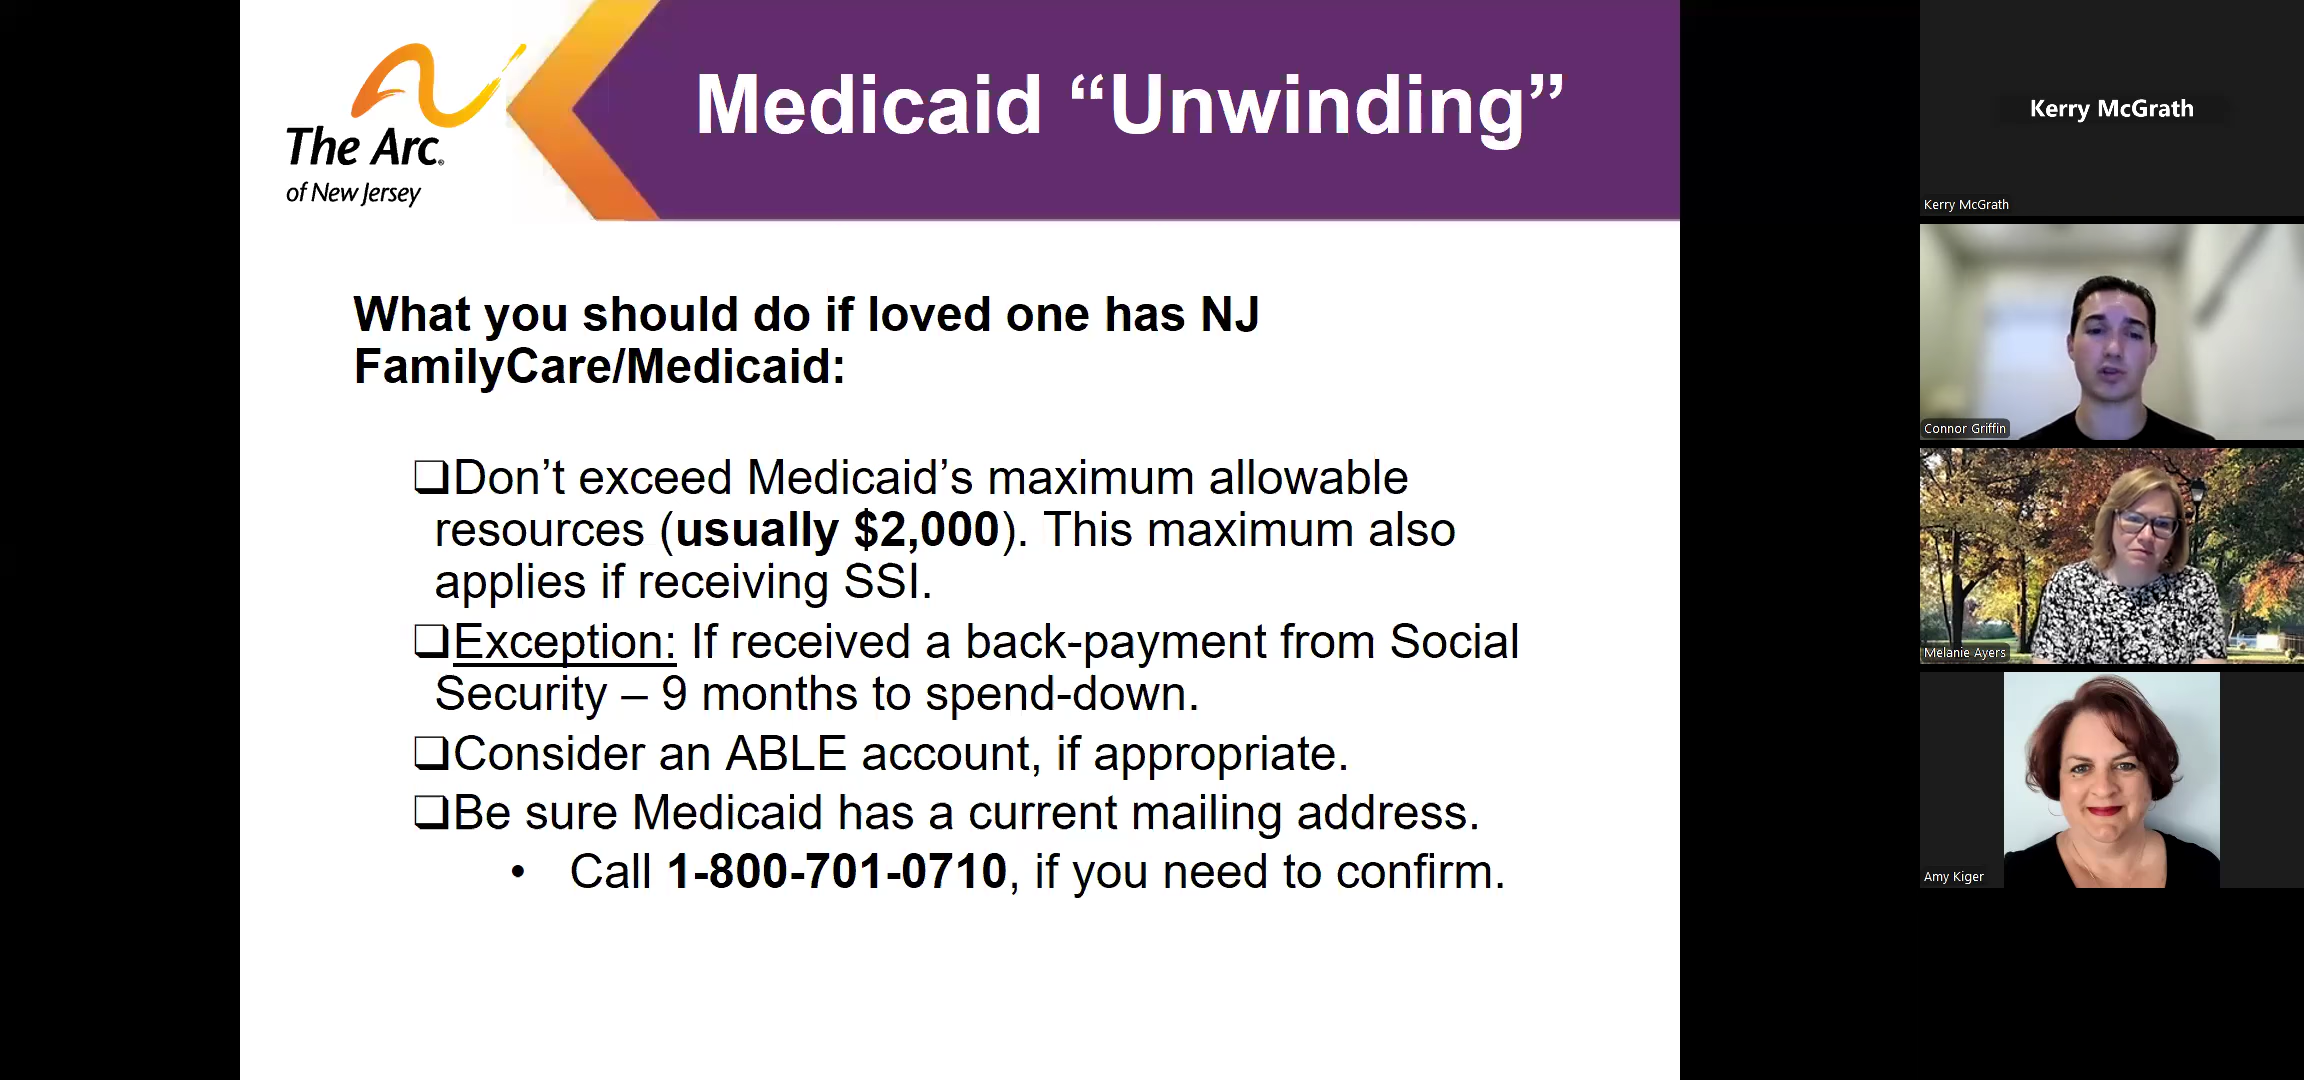 The Arc®
of New Jersey
Medicaid “Unwinding”
What you should do if loved one has NJ
FamilyCare/Medicaid:
❑Don’t exceed Medicaid’s maximum allowable
resources (usually $2,000). This maximum also
applies if receiving SSI.
❑Exception: If received a back-payment from Social
Security – 9 months to spend-down.
❑Consider an ABLE account, if appropriate.
❑Be sure Medicaid has a current mailing address.
• Call 1-800-701-0710, if you need to confirm.
Kerry McGrath
Kerry McGrath
Connor Griffin
Melanie Ayers
Amy Kiger